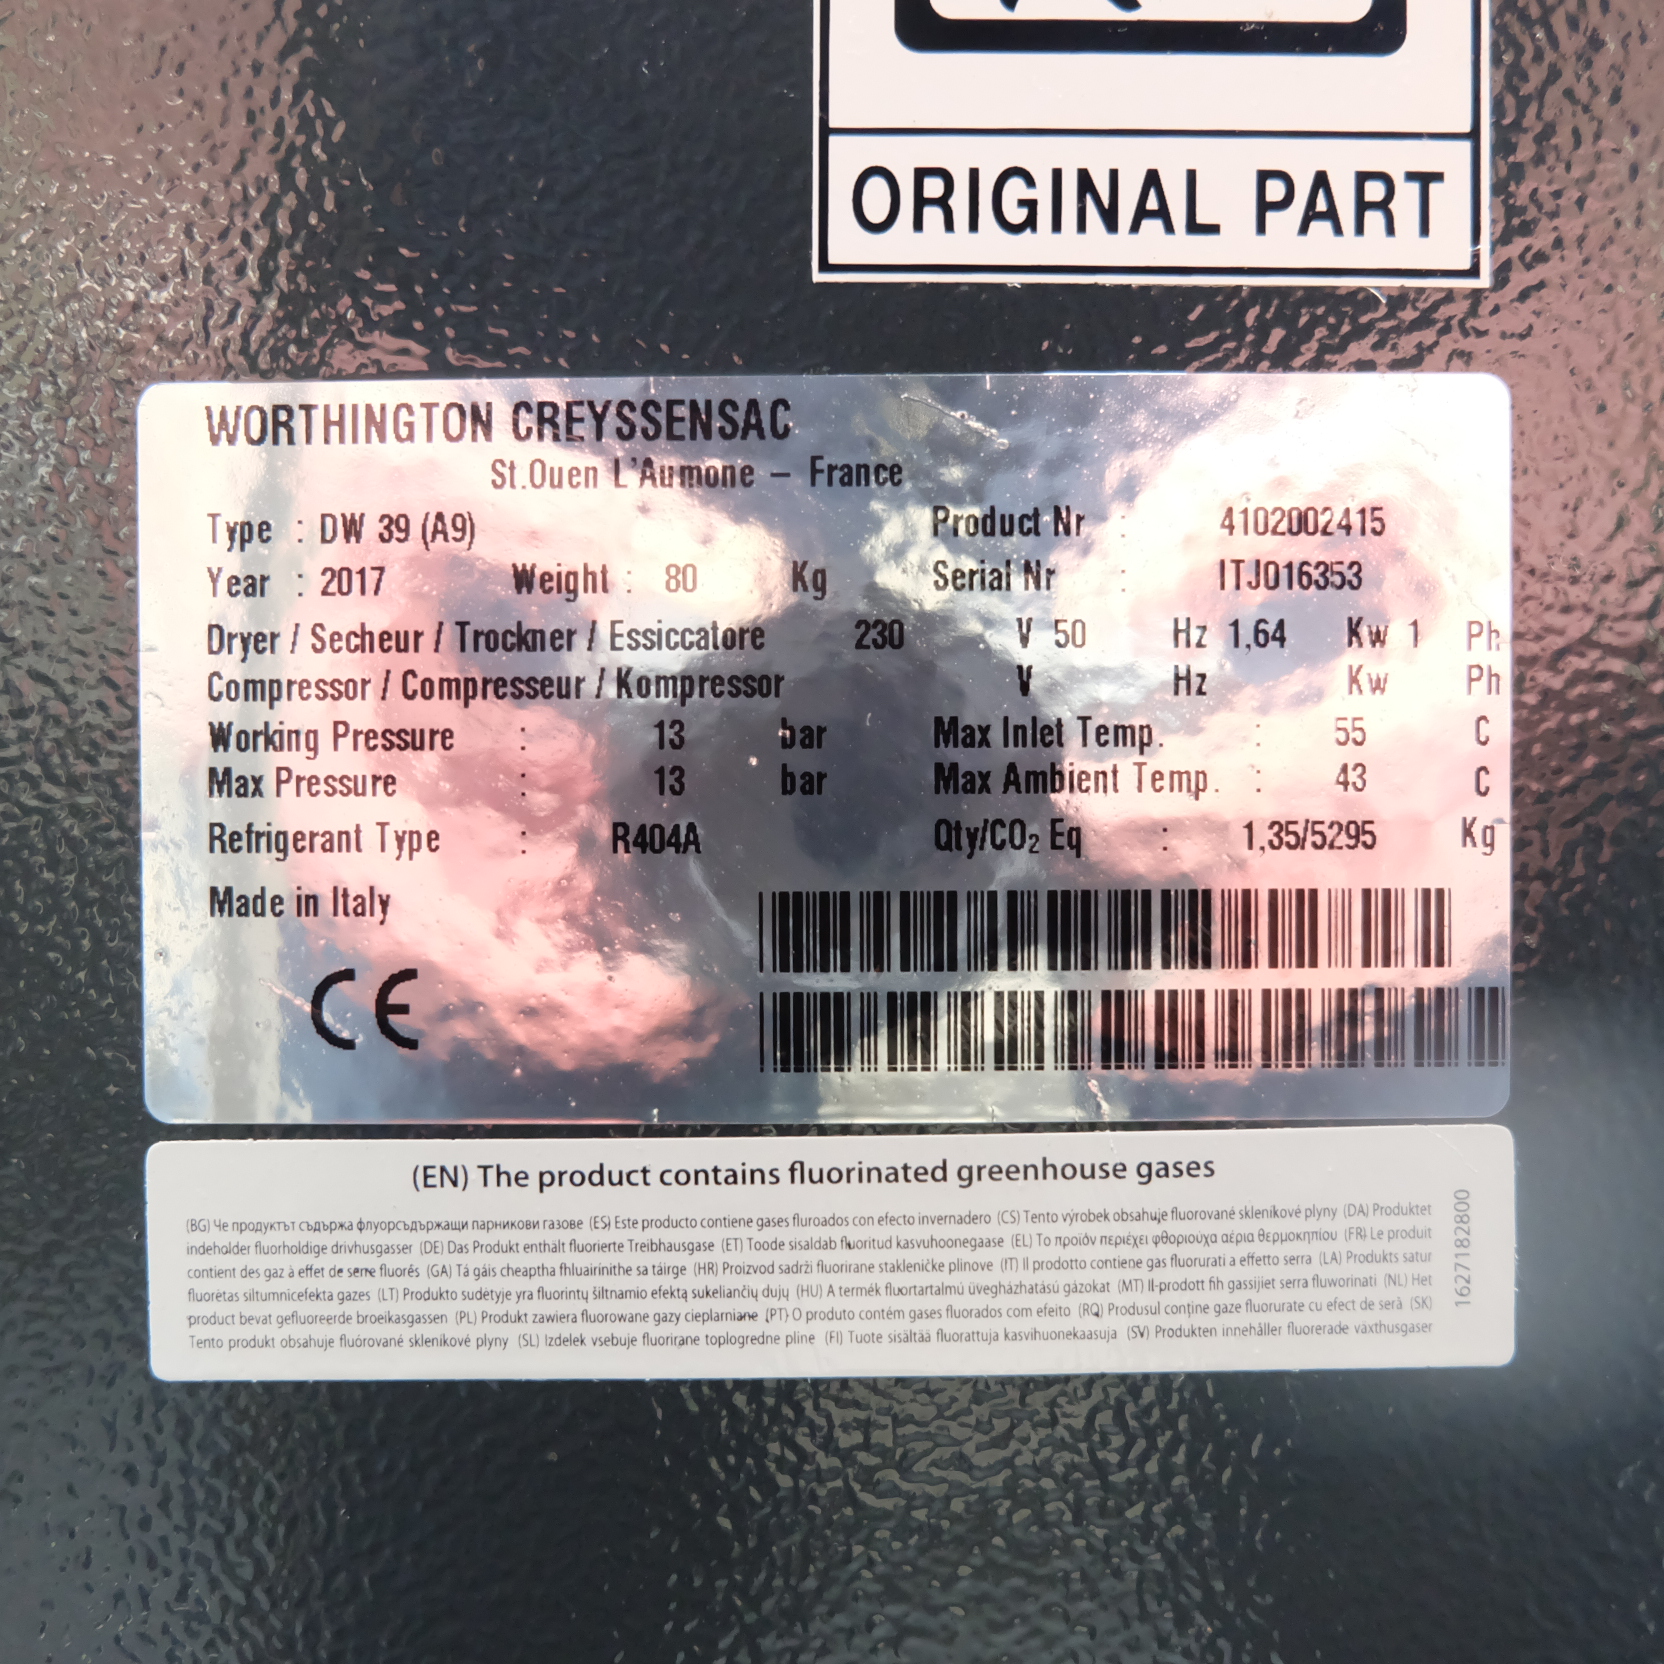 ORIGINAL PART
WORTHINGTON CREYSSENSAC
St.Ouen L'Aumone – France
Type : DW 39 (A9) Product Nr : 4102002415
Year : 2017 Weight : 80 Kg Serial Nr : ITJ016353
Dryer / Secheur / Trockner / Essiccatore 230 V 50 Hz 1,64 Kw 1 Ph
Compressor / Compresseur / Kompressor V Hz Kw Ph
Working Pressure : 13 bar Max Inlet Temp. : 55 C
Max Pressure : 13 bar Max Ambient Temp. : 43 C
Refrigerant Type : R404A Qty/CO₂ Eq : 1,35/5295 Kg
Made in Italy
CE
(EN) The product contains fluorinated greenhouse gases
(BG) Че продуктът съдържа флуорсъдържащи парникови газове (ES) Este producto contiene gases fluroados con efecto invernadero (CS) Tento výrobek obsahuje fluorované skleníkové plyny (DA) Produktet
indeholder fluorholdige drivhusgasser (DE) Das Produkt enthält fluorierte Treibhausgase (ET) Toode sisaldab fluoritud kasvuhoonegaase (EL) Το προϊόν περιέχει φθοριούχα αέρια θερμοκηπίου (FR) Le produit
contient des gaz à effet de serre fluorés (GA) Tá gáis cheaptha fhluairínithe sa táirge (HR) Proizvod sadrži fluorirane stakleničke plinove (IT) Il prodotto contiene gas fluorurati a effetto serra (LA) Produkts satur
fluorētas siltumnicefekta gāzes (LT) Produkto sudėtyje yra fluorintų šiltnamio efektą sukeliančių dujų (HU) A termék fluortartalmú üvegházhatású gázokat (MT) Il-prodott fih gassijiet serra fluworinati (NL) Het
product bevat gefluoreerde broeikasgassen (PL) Produkt zawiera fluorowane gazy cieplarniane (PT) O produto contém gases fluorados com efeito (RQ) Produsul conține gaze fluorurate cu efect de seră (SK)
Tento produkt obsahuje fluórované skleníkové plyny (SL) Izdelek vsebuje fluorirane toplogredne pline (FI) Tuote sisältää fluorattuja kasvihuonekaasuja (SV) Produkten innehåller fluorerade växthusgaser
1627182800